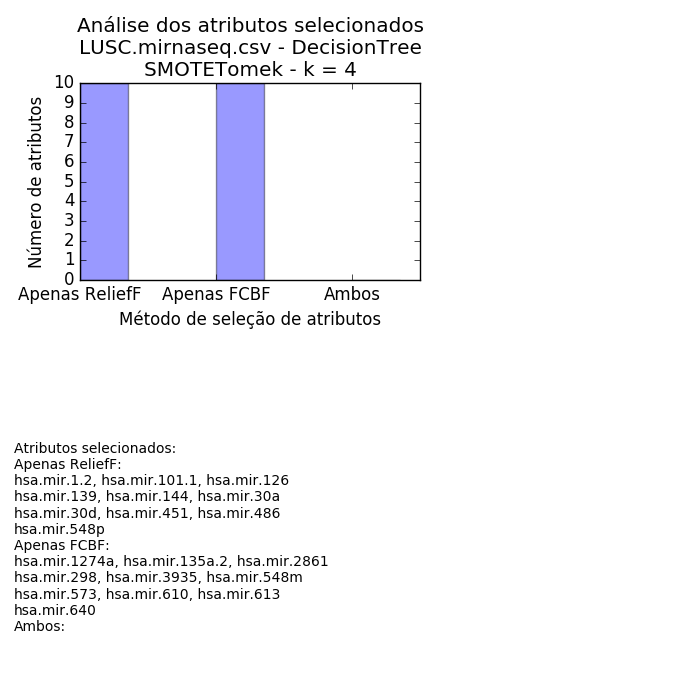 Análise dos atributos selecionados
LUSC.mirnaseq.csv - DecisionTree
SMOTETomek - k = 4
10
9
8
7
6
5
4
3
2
1
0
Número de atributos
Apenas ReliefF Apenas FCBF Ambos
Método de seleção de atributos
Atributos selecionados:
Apenas ReliefF:
hsa.mir.1.2, hsa.mir.101.1, hsa.mir.126
hsa.mir.139, hsa.mir.144, hsa.mir.30a
hsa.mir.30d, hsa.mir.451, hsa.mir.486
hsa.mir.548p
Apenas FCBF:
hsa.mir.1274a, hsa.mir.135a.2, hsa.mir.2861
hsa.mir.298, hsa.mir.3935, hsa.mir.548m
hsa.mir.573, hsa.mir.610, hsa.mir.613
hsa.mir.640
Ambos: